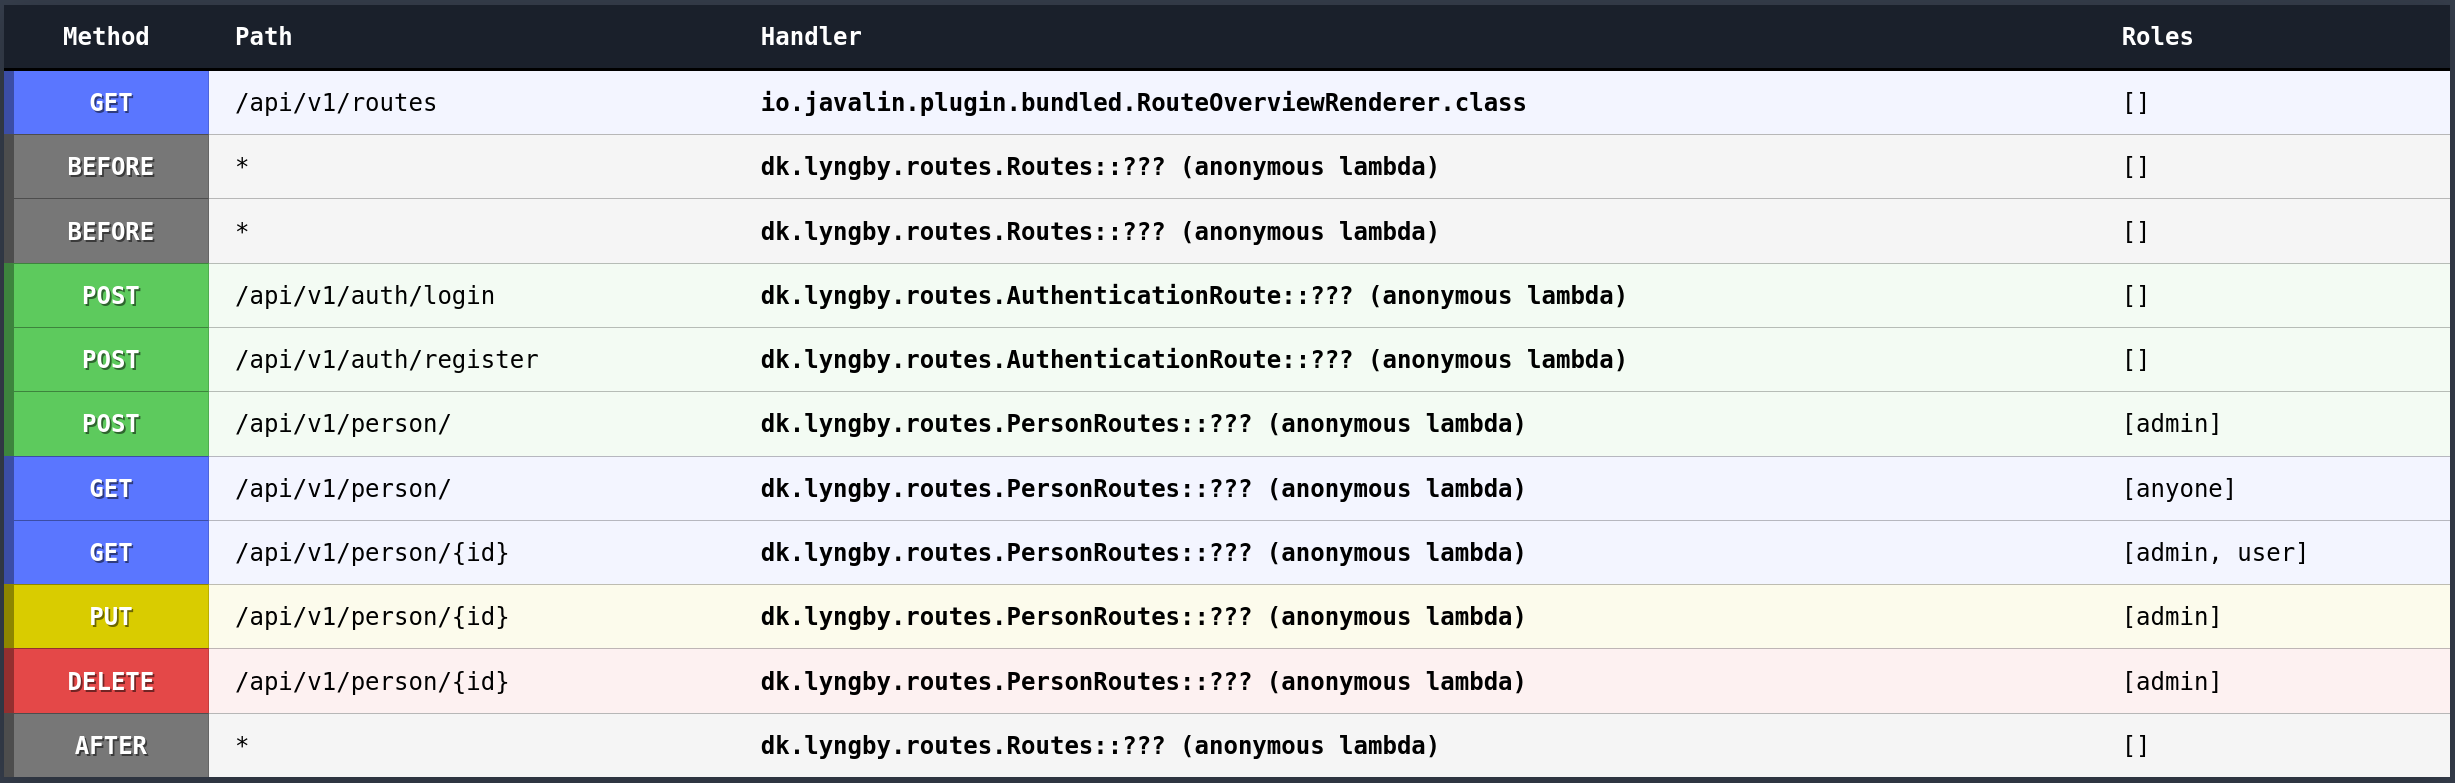 Method Path Handler Roles
GET /api/v1/routes io.javalin.plugin.bundled.RouteOverviewRenderer.class []
BEFORE * dk.lyngby.routes.Routes::??? (anonymous lambda) []
BEFORE * dk.lyngby.routes.Routes::??? (anonymous lambda) []
POST /api/v1/auth/login dk.lyngby.routes.AuthenticationRoute::??? (anonymous lambda) []
POST /api/v1/auth/register dk.lyngby.routes.AuthenticationRoute::??? (anonymous lambda) []
POST /api/v1/person/ dk.lyngby.routes.PersonRoutes::??? (anonymous lambda) [admin]
GET /api/v1/person/ dk.lyngby.routes.PersonRoutes::??? (anonymous lambda) [anyone]
GET /api/v1/person/{id} dk.lyngby.routes.PersonRoutes::??? (anonymous lambda) [admin, user]
PUT /api/v1/person/{id} dk.lyngby.routes.PersonRoutes::??? (anonymous lambda) [admin]
DELETE /api/v1/person/{id} dk.lyngby.routes.PersonRoutes::??? (anonymous lambda) [admin]
AFTER * dk.lyngby.routes.Routes::??? (anonymous lambda) []